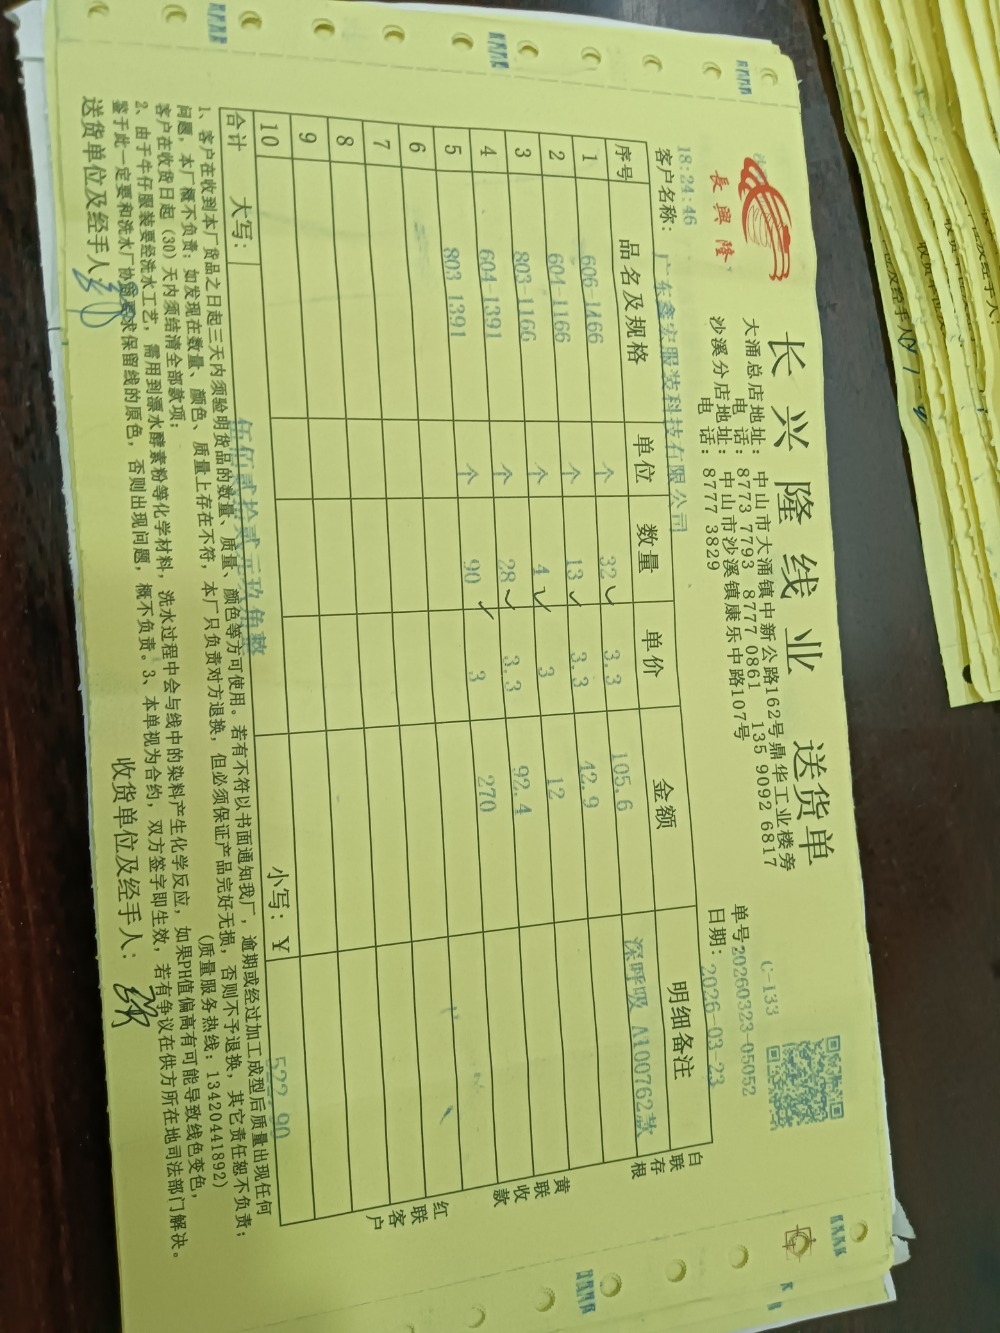 長興隆
长兴隆线业 送货单
大涌总店地址：中山市大涌镇中新公路162号鼎华工业楼旁
电 话：8773 7793 8777 0861 135 9092 6817
沙溪分店地址：中山市沙溪镇康乐中路107号
电 话：8777 3829
C-133
单号20260323-05052
日期：2026-03-23
18:24:46
客户名称：广东鑫宏服装科技有限公司
序号 品名及规格 单位 数量 单价 金额 明细备注
1 606 1466 个 32 3.3 105.6 深呼吸 A100762款
2 604 1166 个 13 3.3 42.9
3 803 1166 个 4 3 12
4 604 1391 个 28 3.3 92.4
5 803 1391 个 90 3 270
6
7
8
9
10
合计 大写：伍佰贰拾贰元玖角整 小写：￥ 522.90
白联存根
黄联收款
红联客户
1、客户在收到本厂货品之日起三天内须验明货品的数量、质量、颜色等方可使用。若有不符以书面通知我厂，逾期或经过加工成型后质量出现任何
问题，本厂概不负责；如发现在数量、颜色、质量上存在不符，本厂只负责对方退换，但必须保证产品完好无损，否则不予退换，其它责任恕不负责；
客户在收货日起（30）天内须结清全部款项； （质量服务热线：13420441892）
2、由于牛仔服装要经洗水工艺，需用到漂水酵素粉等化学材料，洗水过程中会与线中的染料产生化学反应，如果PH值偏高有可能导致线色变色，
鉴于此一定要和洗水厂协商要求保留线的原色，否则出现问题，概不负责。3、本单视为合约，双方签字即生效，若有争议在供方所在地司法部门解决。
送货单位及经手人：
收货单位及经手人：